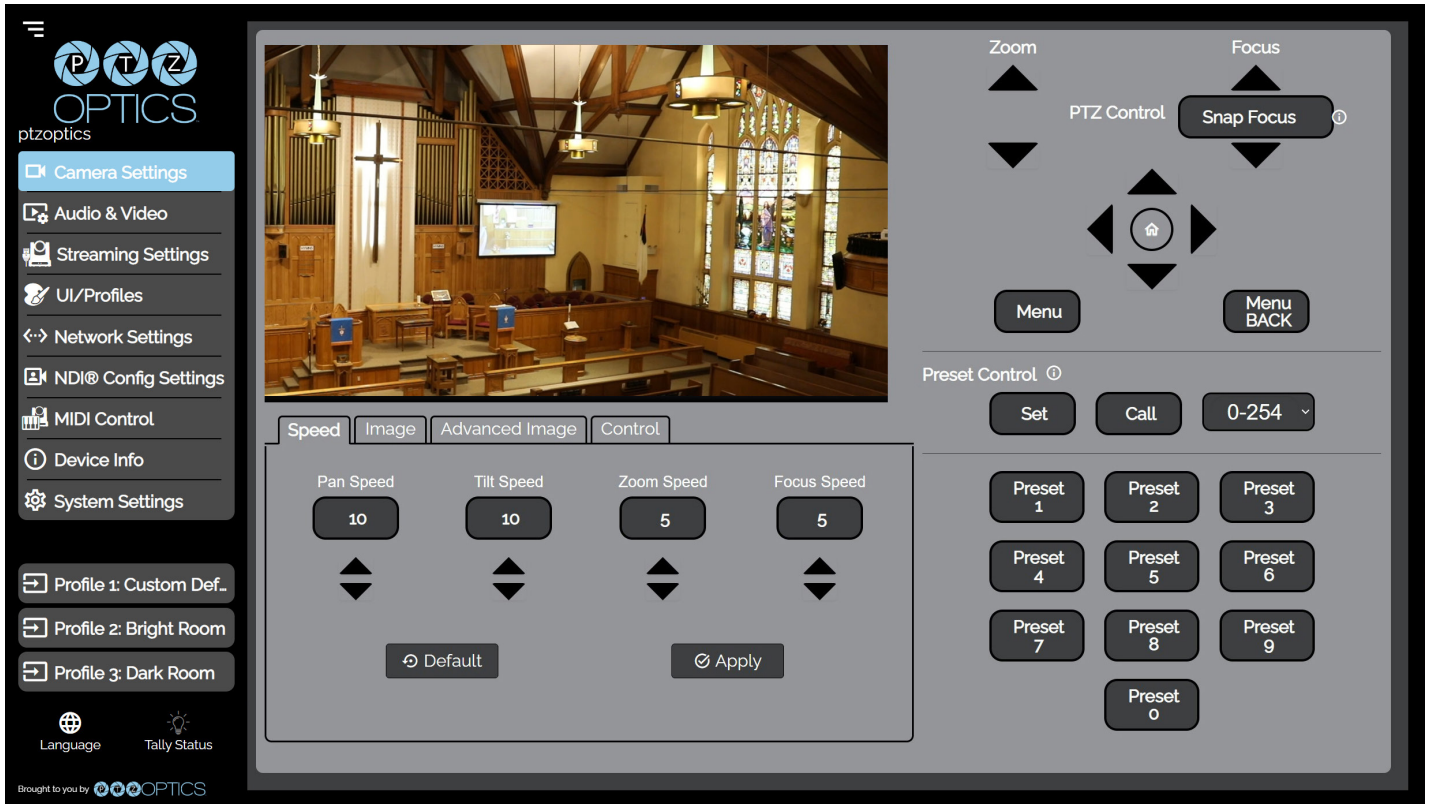 P T Z
OPTICS
ptzoptics
Camera Settings
Audio & Video
Streaming Settings
UI/Profiles
Network Settings
NDI® Config Settings
MIDI Control
Device Info
System Settings
Profile 1: Custom Def...
Profile 2: Bright Room
Profile 3: Dark Room
Language
Tally Status
Brought to you by PTZOPTICS
Speed
Image
Advanced Image
Control
Pan Speed
Tilt Speed
Zoom Speed
Focus Speed
10
10
5
5
Default
Apply
Zoom
Focus
PTZ Control
Snap Focus
Menu
Menu
BACK
Preset Control
Set
Call
0-254
Preset
1
Preset
2
Preset
3
Preset
4
Preset
5
Preset
6
Preset
7
Preset
8
Preset
9
Preset
0